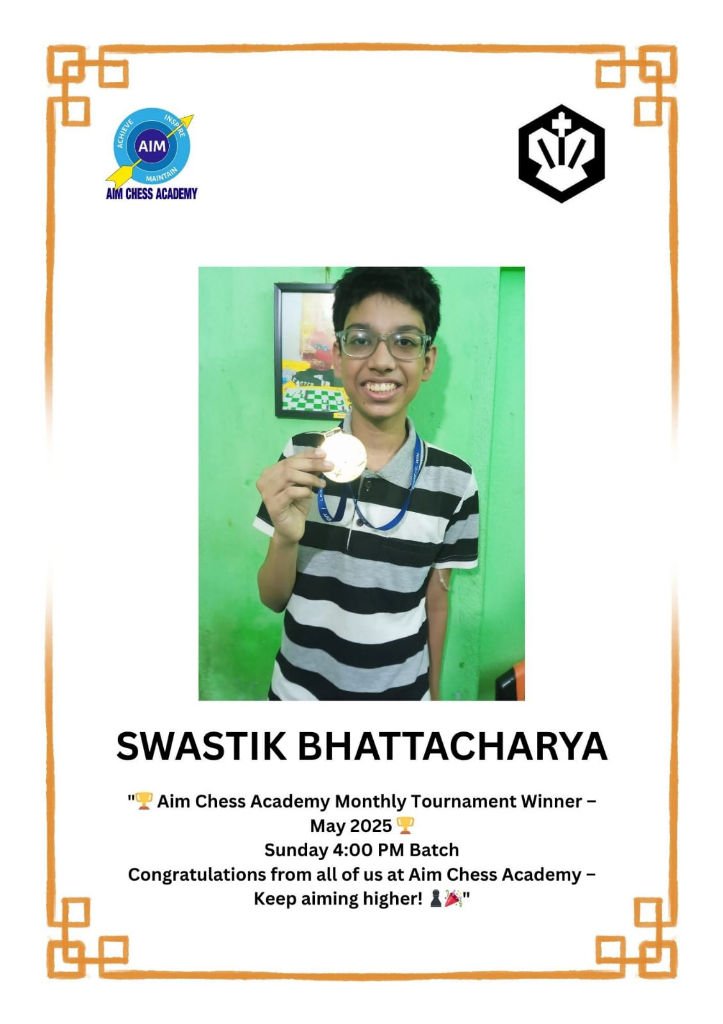 ACHIEVE
INSPIRE
AIM
MAINTAIN
AIM CHESS ACADEMY
SWASTIK BHATTACHARYA
"🏆 Aim Chess Academy Monthly Tournament Winner –
May 2025 🏆
Sunday 4:00 PM Batch
Congratulations from all of us at Aim Chess Academy –
Keep aiming higher! ♟️🎉"